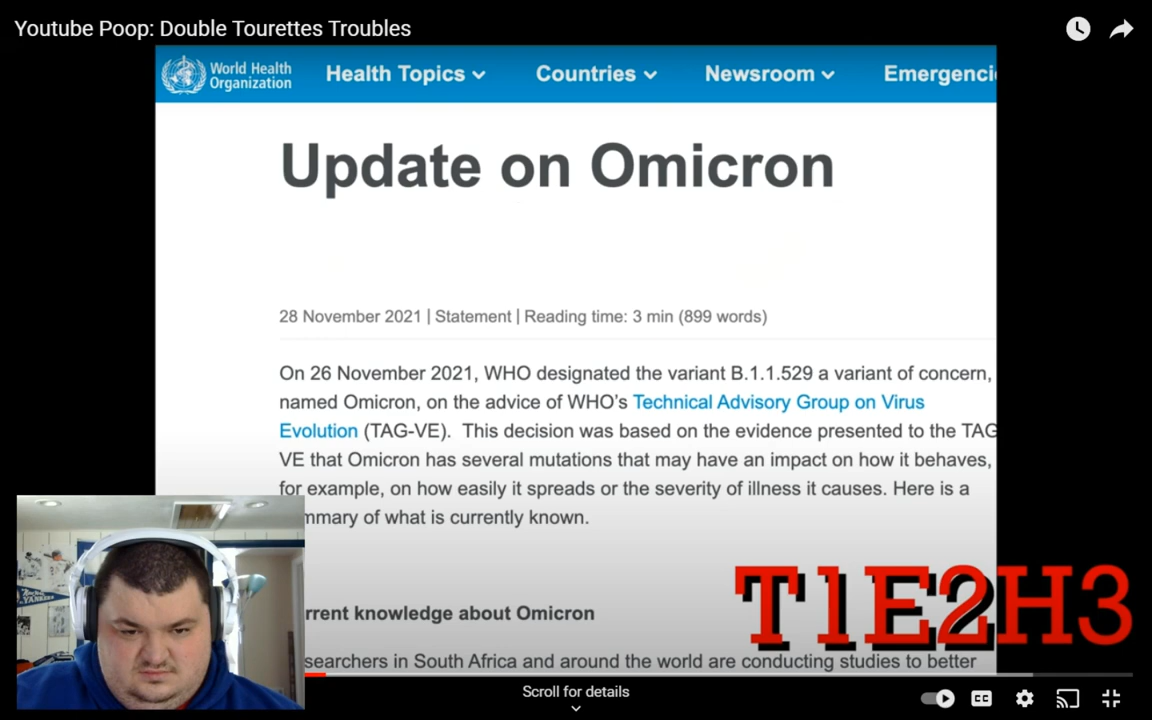 Youtube Poop: Double Tourettes Troubles
World Health
Organization
Health Topics
Countries
Newsroom
Emergenci
Update on Omicron
28 November 2021 | Statement | Reading time: 3 min (899 words)
On 26 November 2021, WHO designated the variant B.1.1.529 a variant of concern,
named Omicron, on the advice of WHO's Technical Advisory Group on Virus
Evolution (TAG-VE).  This decision was based on the evidence presented to the TAG
VE that Omicron has several mutations that may have an impact on how it behaves,
for example, on how easily it spreads or the severity of illness it causes. Here is a
mmary of what is currently known.
rrent knowledge about Omicron
searchers in South Africa and around the world are conducting studies to better
T1E2H3
YANKEES
Scroll for details
CC